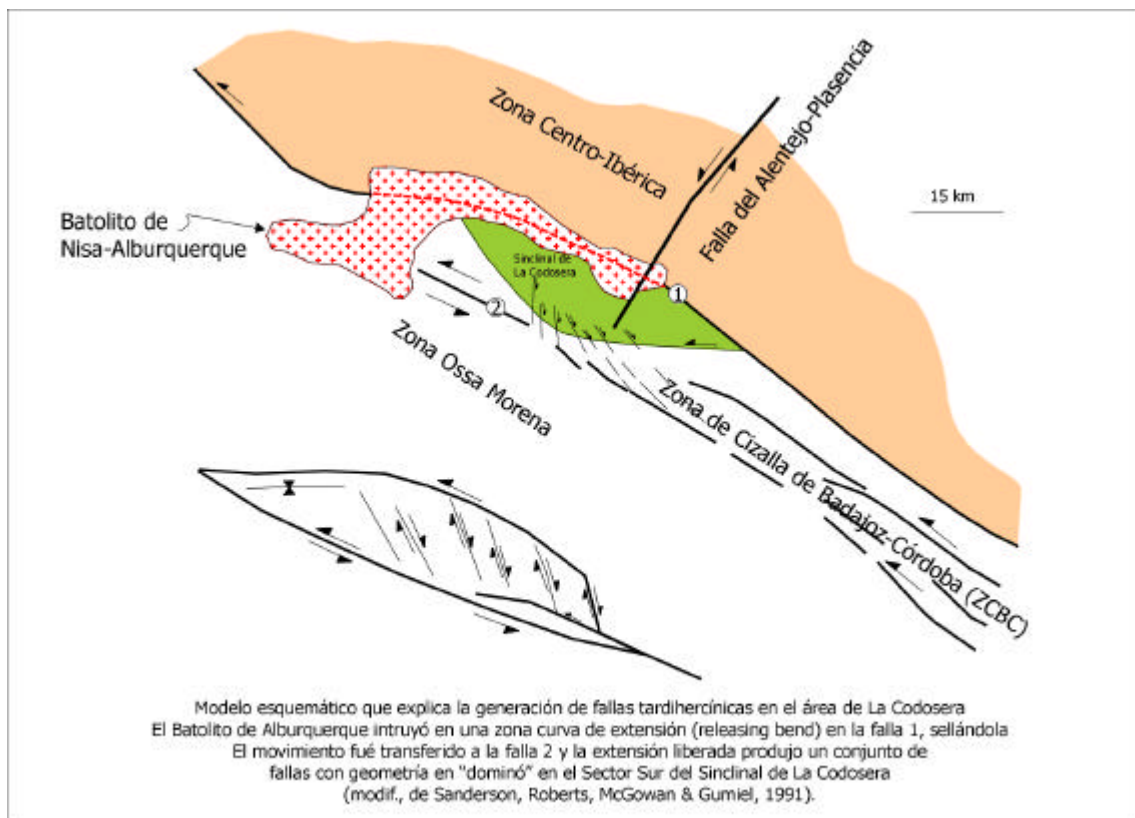 Zona Centro-Ibérica
Falla del Alentejo-Plasencia
15 km
Batolito de
Nisa-Alburquerque
Sinclinal de
La Codosera
1
2
Zona Ossa Morena
Zona de Cizalla de Badajoz-Córdoba (ZCBC)
Modelo esquemático que explica la generación de fallas tardihercínicas en el área de La Codosera
El Batolito de Alburquerque intruyó en una zona curva de extensión (releasing bend) en la falla 1, sellándola
El movimiento fué transferido a la falla 2 y la extensión liberada produjo un conjunto de
fallas con geometría en "dominó" en el Sector Sur del Sinclinal de La Codosera
(modif., de Sanderson, Roberts, McGowan & Gumiel, 1991).